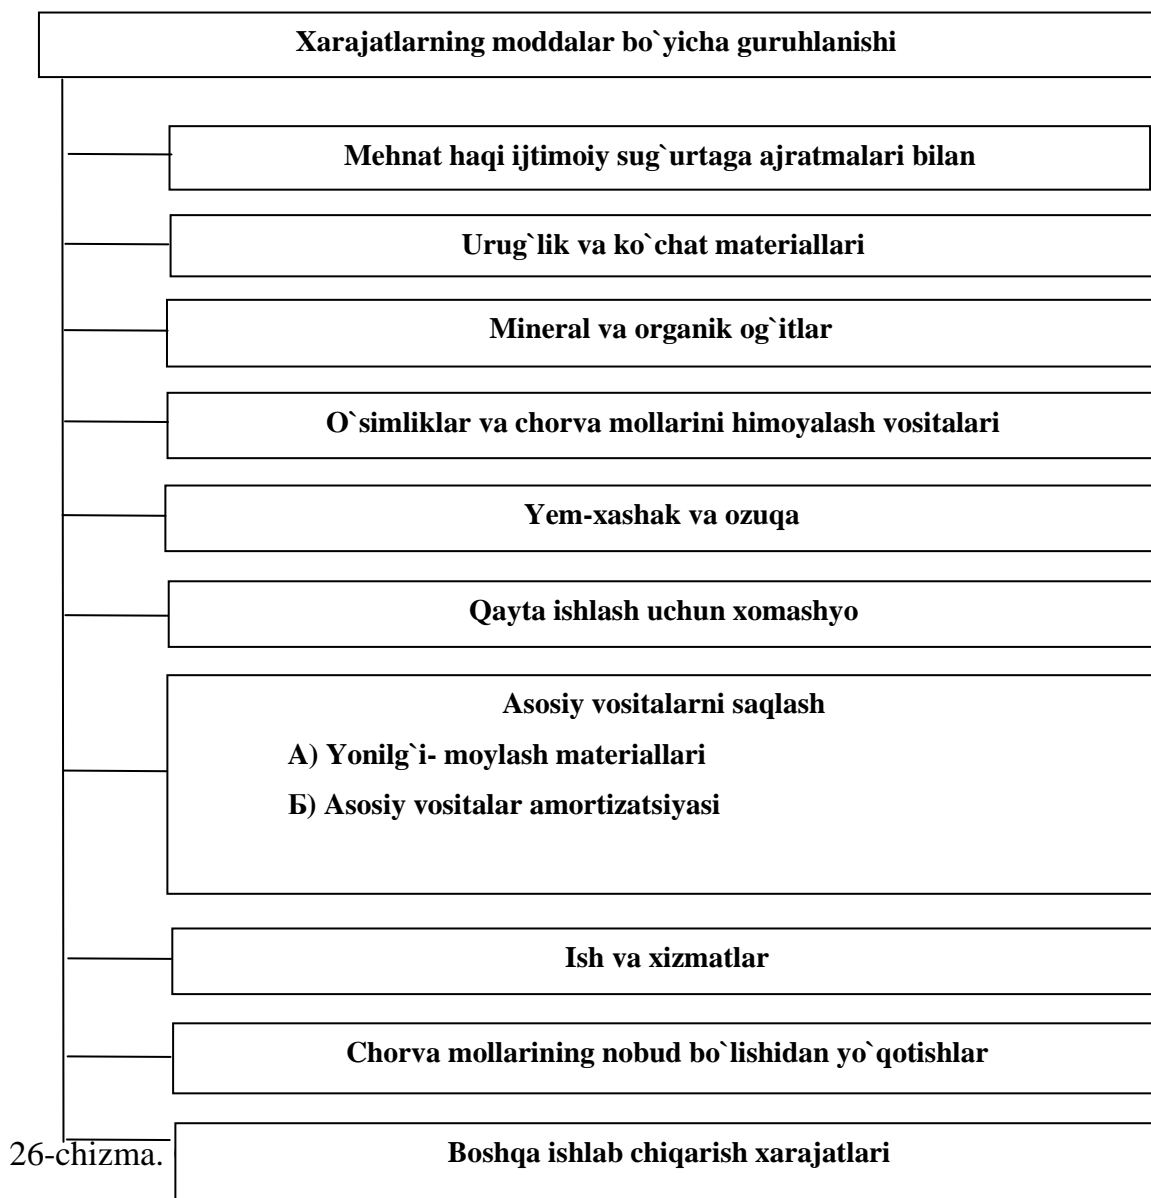 Xarajatlarning moddalar bo`yicha guruhlanishi
Mehnat haqi ijtimoiy sug`urtaga ajratmalari bilan
Urug`lik va ko`chat materiallari
Mineral va organik og`itlar
O`simliklar va chorva mollarini himoyalash vositalari
Yem-xashak va ozuqa
Qayta ishlash uchun xomashyo
Asosiy vositalarni saqlash
А) Yonilg`i- moylash materiallari
Б) Asosiy vositalar amortizatsiyasi
Ish va xizmatlar
Chorva mollarining nobud bo`lishidan yo`qotishlar
Boshqa ishlab chiqarish xarajatlari
26-chizma.